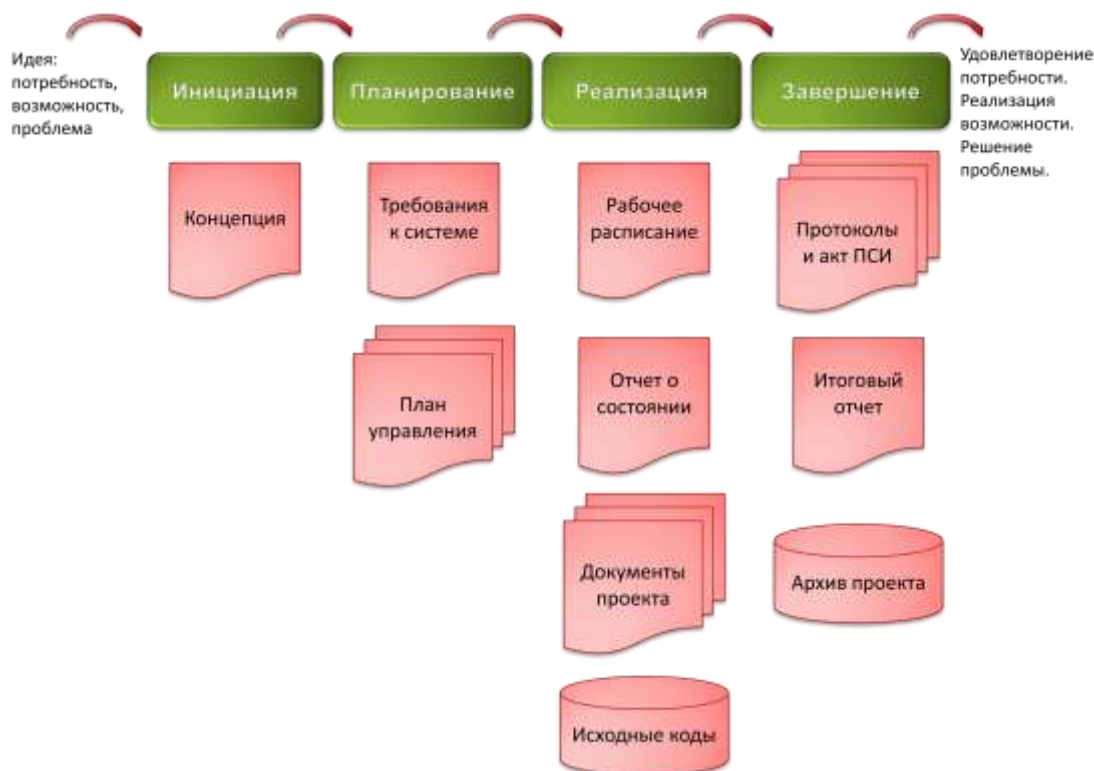 Идея:
потребность,
возможность,
проблема
Инициация
Планирование
Реализация
Завершение
Удовлетворение
потребности.
Реализация
возможности.
Решение
проблемы.
Концепция
Требования
к системе
Рабочее
расписание
Протоколы
и акт ПСИ
План
управления
Отчет о
состоянии
Итоговый
отчет
Документы
проекта
Архив проекта
Исходные коды